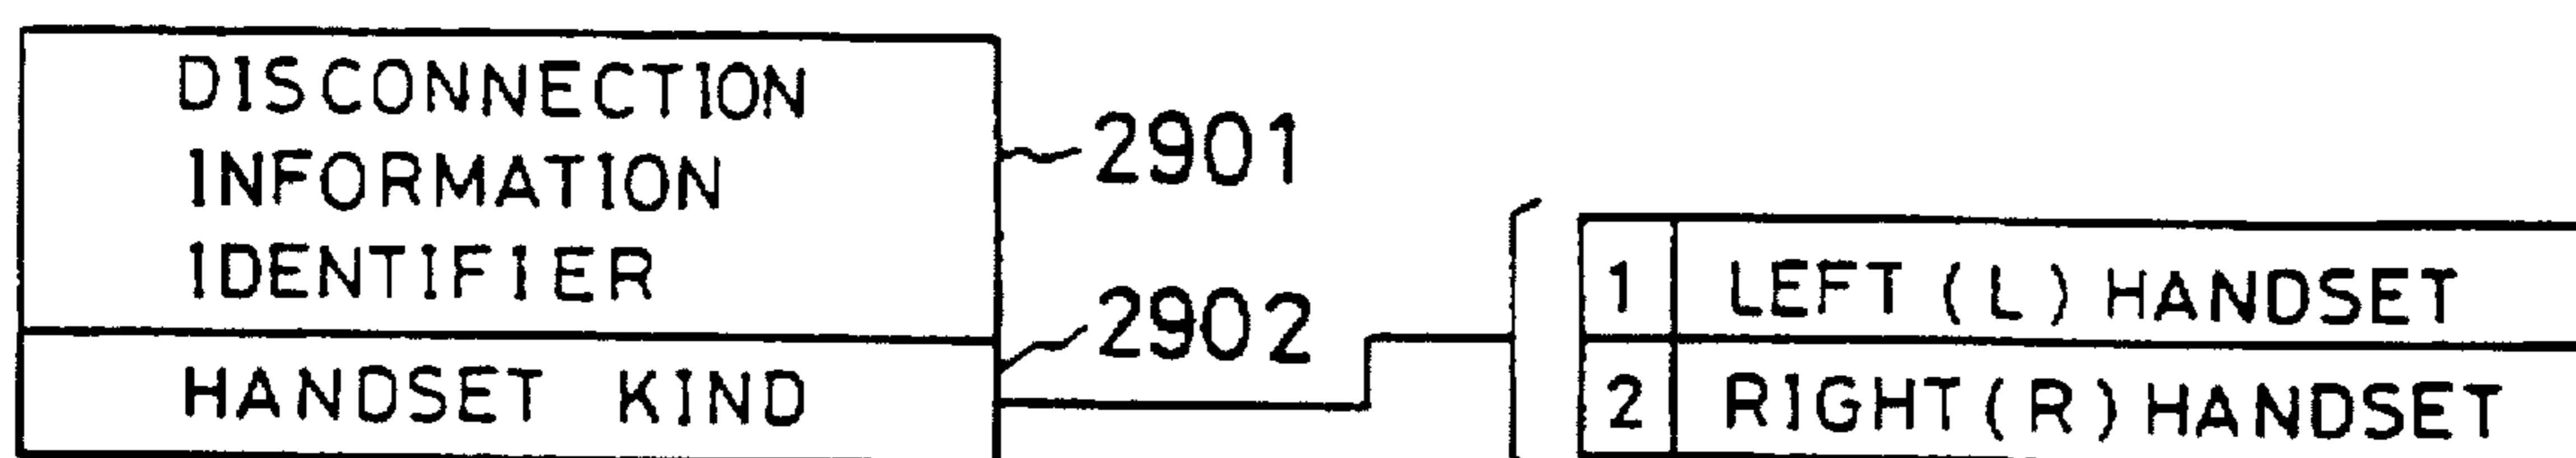 DISCONNECTION
INFORMATION
IDENTIFIER
2901
HANDSET KIND
2902
1 LEFT (L) HANDSET
2 RIGHT (R) HANDSET